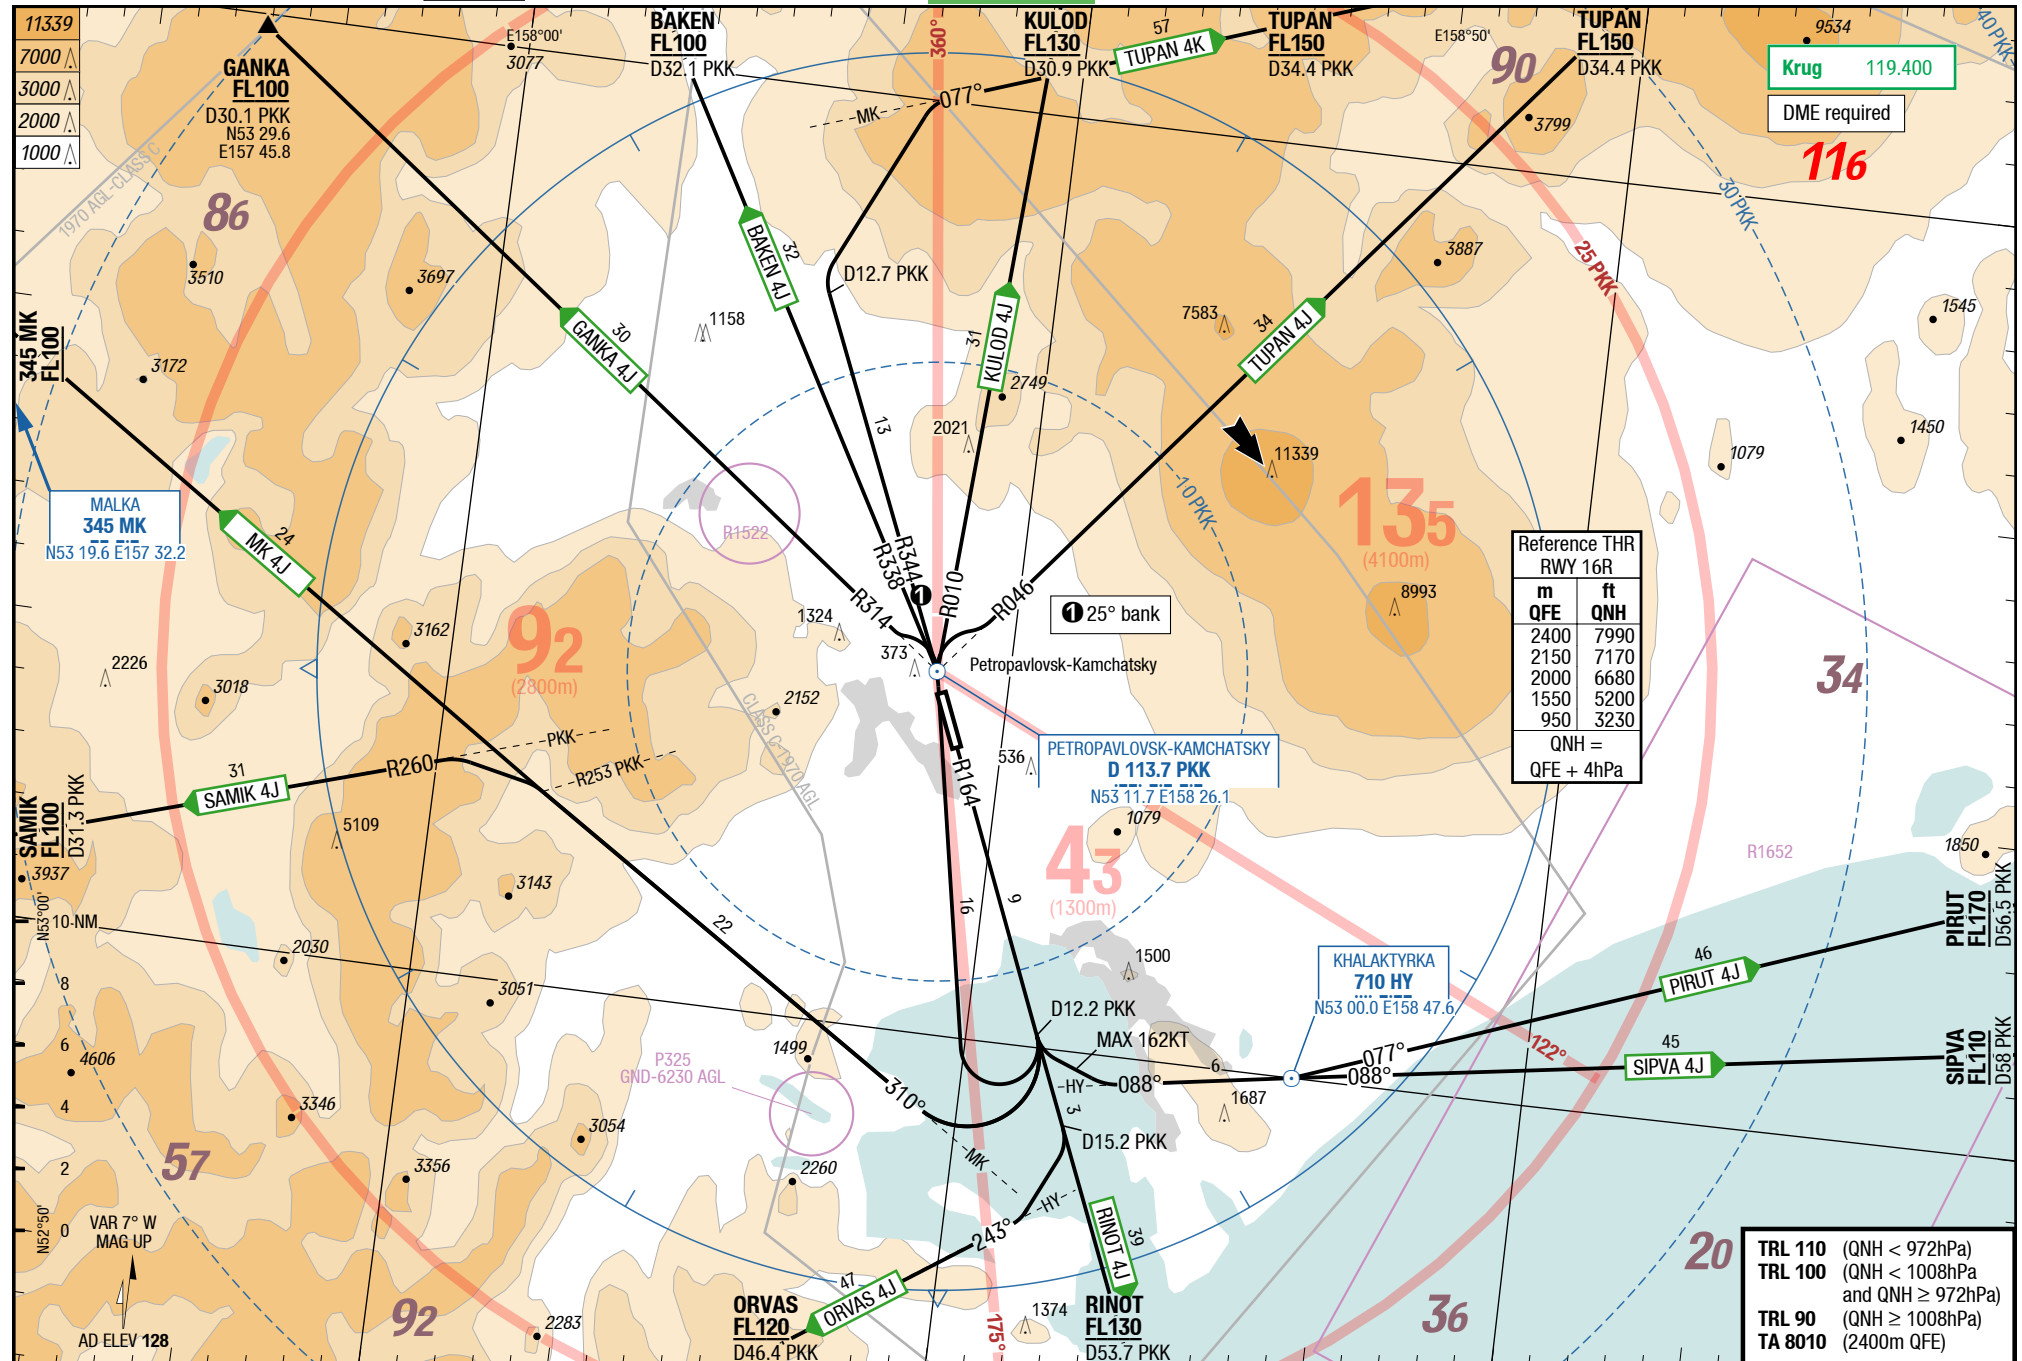 11339
7000
3000
2000
1000
GANKA
FL100
D30.1 PKK
N53 29.6
E157 45.8
E158°00'
3077
BAKEN
FL100
D32.1 PKK
360°
KULOD
FL130
D30.9 PKK
57
TUPAN 4K
TUPAN
FL150
D34.4 PKK
E158°50'
90
TUPAN
FL150
D34.4 PKK
9534
40 PKK
Krug 119.400
DME required
116
3799
077°
MK
1970 AGL-CLASS C
86
3510
3697
BAKEN 4J
32
D12.7 PKK
30 PKK
25 PKK
3887
1545
345 MK
FL100
3172
GANKA 4J
30
1158
KULOD 4J
31
2749
7583
34
TUPAN 4J
2021
13
11339
1450
1079
10 PKK
135
(4100m)
MALKA
345 MK
N53 19.6 E157 32.2
24
MK 4J
R1522
R344
R338
R314
R010
R046
1
1 25° bank
8993
Reference THR
RWY 16R
m ft
QFE QNH
2400 7990
2150 7170
2000 6680
1550 5200
950 3230
QNH =
QFE + 4hPa
34
3162
92
(2800m)
1324
373
Petropavlovsk-Kamchatsky
2226
3018
2152
CLASS C-1970 AGL
PKK
R253 PKK
R260
31
SAMIK 4J
SAMIK
FL100
D31.3 PKK
5109
R164
536
PETROPAVLOVSK-KAMCHATSKY
D 113.7 PKK
N53 11.7 E158 26.1
1079
43
(1300m)
R1652
1850
PIRUT
FL170
D56.5 PKK
3937
3143
N53°00'
10-NM
8
6
4
2
0
N52°50'
2030
22
16
9
3051
1500
KHALAKTYRKA
710 HY
N53 00.0 E158 47.6
46
PIRUT 4J
077°
122°
45
SIPVA 4J
088°
SIPVA
FL110
D58 PKK
D12.2 PKK
MAX 162KT
6
HY
088°
1687
4606
P325
GND-6230 AGL
1499
310°
3
D15.2 PKK
3346
3054
MK
57
3356
2260
HY
243°
RINOT 4J
39
VAR 7° W
MAG UP
AD ELEV 128
92
2283
47
ORVAS 4J
ORVAS
FL120
D46.4 PKK
175°
1374
RINOT
FL130
D53.7 PKK
36
20
TRL 110 (QNH < 972hPa)
TRL 100 (QNH < 1008hPa
and QNH ≥ 972hPa)
TRL 90 (QNH ≥ 1008hPa)
TA 8010 (2400m QFE)